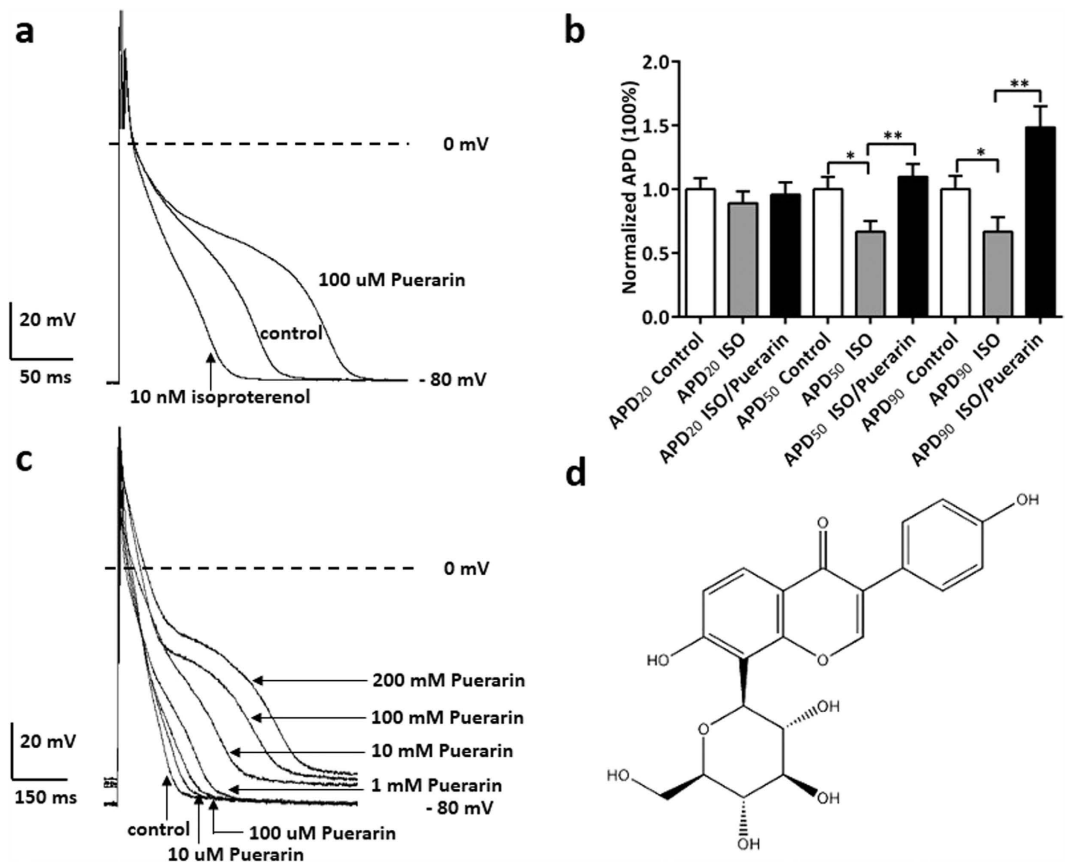 a
0 mV
100 uM Puerarin
control
20 mV
50 ms
- 80 mV
10 nM isoproterenol
b
Normalized APD (100%)
2.0
1.5
1.0
0.5
0.0
* ** * **
APD20 Control
APD20 ISO
APD20 ISO/Puerarin
APD50 Control
APD50 ISO
APD50 ISO/Puerarin
APD90 Control
APD90 ISO
APD90 ISO/Puerarin
c
0 mV
200 mM Puerarin
100 mM Puerarin
10 mM Puerarin
1 mM Puerarin
20 mV
150 ms
- 80 mV
control
100 uM Puerarin
10 uM Puerarin
d
OH
O
HO
O
O
OH
HO
OH
OH